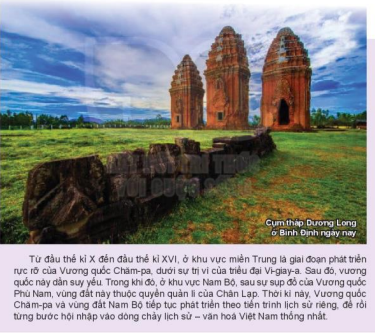 Cụm tháp Dương Long
ở Bình Định ngày nay
Từ đầu thế kỉ X đến đầu thế kỉ XVI, ở khu vực miền Trung là giai đoạn phát triển
rực rỡ của Vương quốc Chăm-pa, dưới sự trị vì của triều đại Vi-giay-a. Sau đó, vương
quốc này dần suy yếu. Trong khi đó, ở khu vực Nam Bộ, sau sự sụp đổ của Vương quốc
Phù Nam, vùng đất này thuộc quyền quản lí của Chân Lạp. Thời kì này, Vương quốc
Chăm-pa và vùng đất Nam Bộ tiếp tục phát triển theo tiến trình lịch sử riêng, để rồi
từng bước hội nhập vào dòng chảy lịch sử – văn hoá Việt Nam thống nhất.